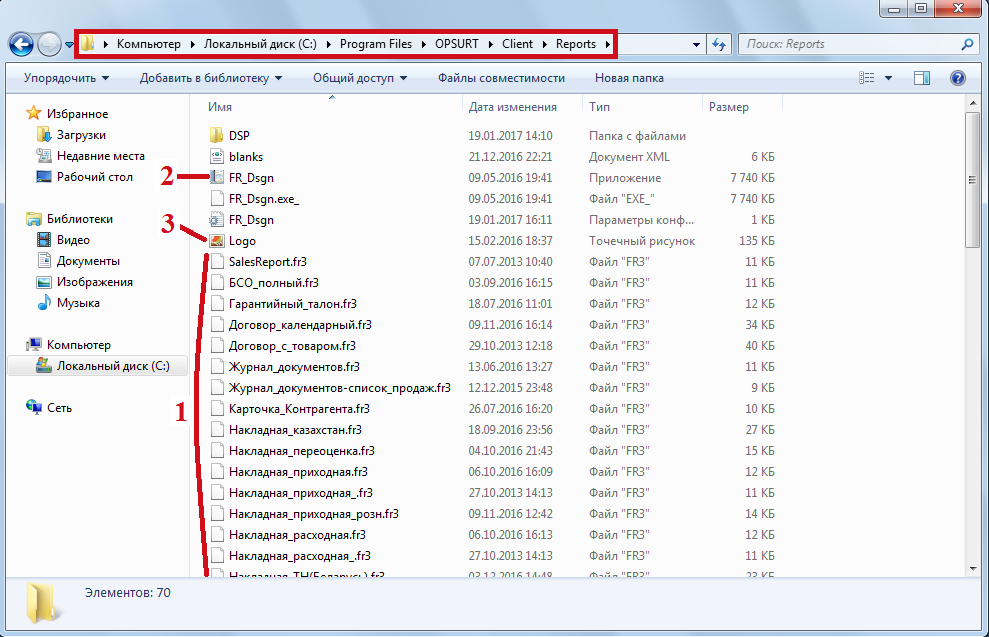 Компьютер Локальный диск (C:) Program Files OPSURT Client Reports Поиск: Reports
Упорядочить Добавить в библиотеку Общий доступ Файлы совместимости Новая папка
Имя Дата изменения Тип Размер
Избранное
Загрузки
Недавние места
Рабочий стол
Библиотеки
Видео
Документы
Изображения
Музыка
Компьютер
Локальный диск (C:)
Сеть
DSP 19.01.2017 14:10 Папка с файлами
blanks 21.12.2016 22:21 Документ XML 6 КБ
2 FR_Dsgn 09.05.2016 19:41 Приложение 7 740 КБ
FR_Dsgn.exe_ 09.05.2016 19:41 Файл "EXE_" 7 740 КБ
FR_Dsgn 19.01.2017 16:11 Параметры конф... 1 КБ
3 Logo 15.02.2016 18:37 Точечный рисунок 135 КБ
SalesReport.fr3 07.07.2013 10:40 Файл "FR3" 11 КБ
БСО_полный.fr3 03.09.2016 16:15 Файл "FR3" 11 КБ
Гарантийный_талон.fr3 18.07.2016 11:01 Файл "FR3" 12 КБ
Договор_календарный.fr3 09.11.2016 16:14 Файл "FR3" 34 КБ
Договор_с_товаром.fr3 29.10.2013 12:18 Файл "FR3" 40 КБ
Журнал_документов.fr3 13.06.2016 13:27 Файл "FR3" 11 КБ
Журнал_документов-список_продаж.fr3 12.12.2015 23:48 Файл "FR3" 9 КБ
1 Карточка_Контрагента.fr3 26.07.2016 16:20 Файл "FR3" 10 КБ
Накладная_казахстан.fr3 18.09.2016 23:56 Файл "FR3" 27 КБ
Накладная_переоценка.fr3 04.10.2016 21:43 Файл "FR3" 15 КБ
Накладная_приходная.fr3 06.10.2016 16:09 Файл "FR3" 12 КБ
Накладная_приходная_.fr3 27.10.2013 14:13 Файл "FR3" 11 КБ
Накладная_приходная_розн.fr3 09.11.2016 12:42 Файл "FR3" 14 КБ
Накладная_расходная.fr3 06.10.2016 16:13 Файл "FR3" 12 КБ
Накладная_расходная_.fr3 27.10.2013 14:13 Файл "FR3" 11 КБ
Накладная_ТН(Беларусь).fr3 03.12.2016 14:48 Файл "FR3" 23 КБ
Элементов: 70